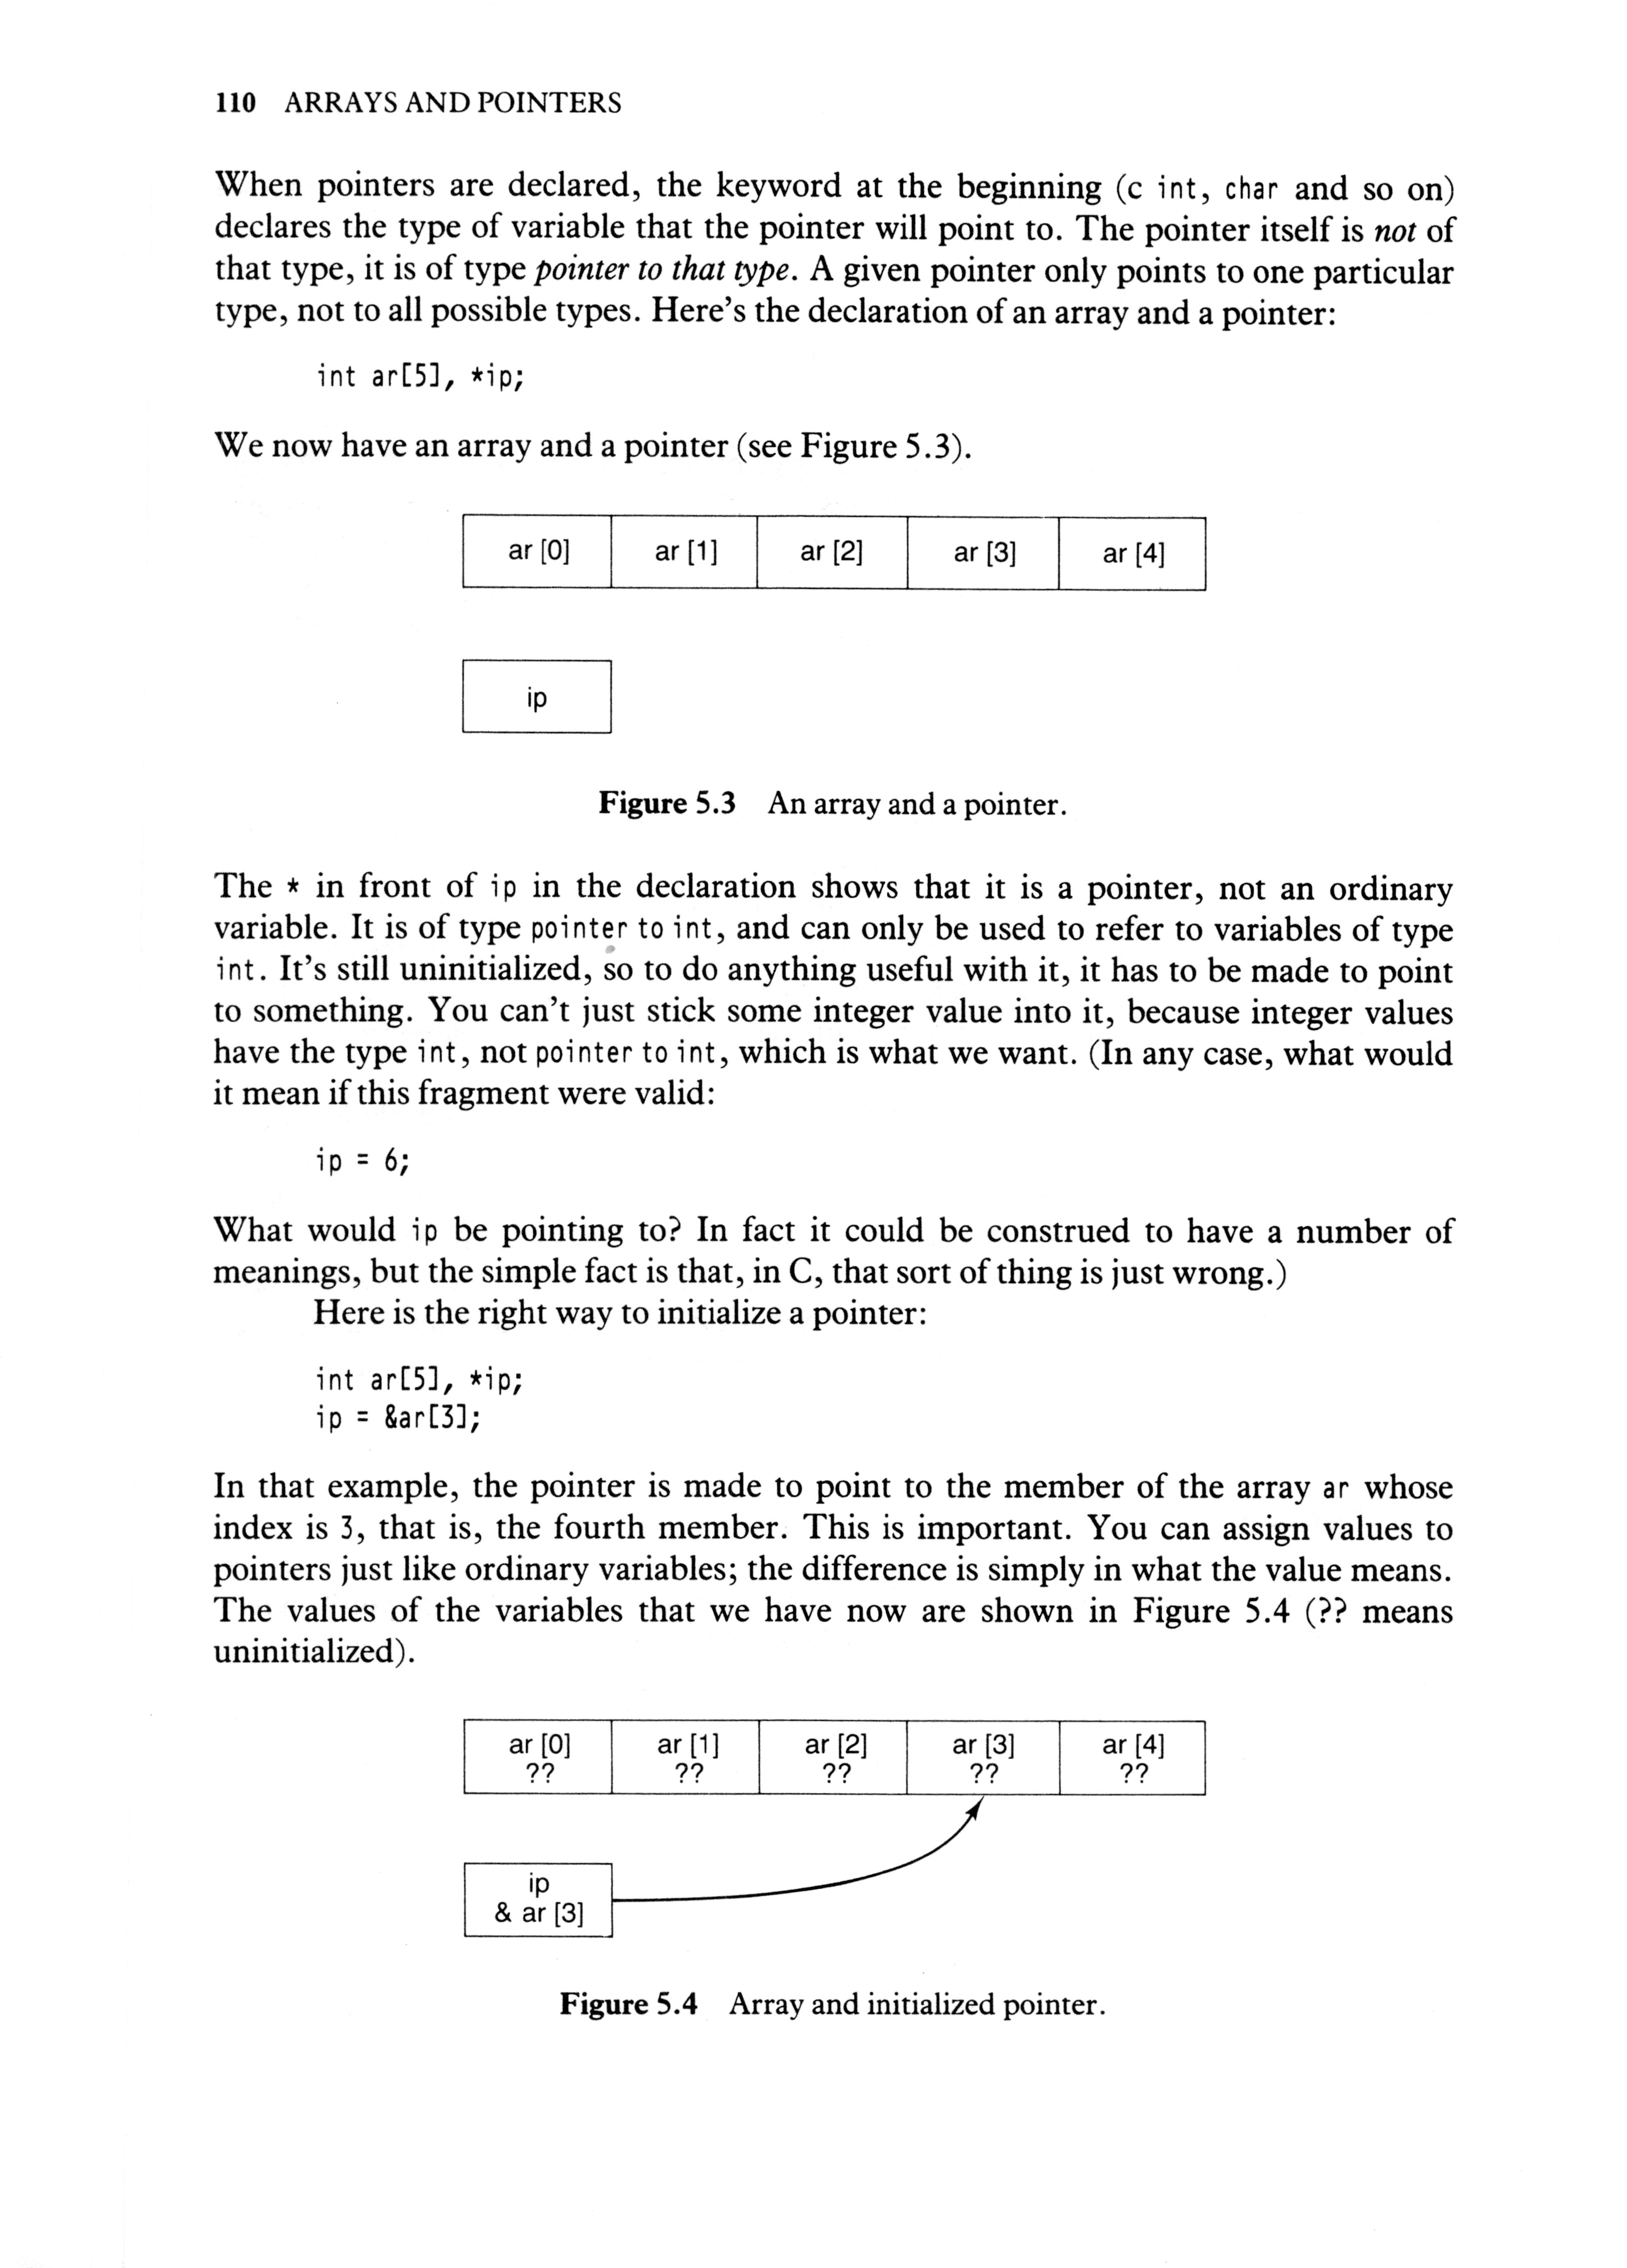 110 ARRAYS AND POINTERS
When pointers are declared, the keyword at the beginning (c int, char and so on)
declares the type of variable that the pointer will point to. The pointer itself is not of
that type, it is of type pointer to that type. A given pointer only points to one particular
type, not to all possible types. Here's the declaration of an array and a pointer:
int ar[5], *ip;
We now have an array and a pointer (see Figure 5.3).
ar [0] ar [1] ar [2] ar [3] ar [4]
ip
Figure 5.3 An array and a pointer.
The * in front of ip in the declaration shows that it is a pointer, not an ordinary
variable. It is of type pointer to int, and can only be used to refer to variables of type
int. It's still uninitialized, so to do anything useful with it, it has to be made to point
to something. You can't just stick some integer value into it, because integer values
have the type int, not pointer to int, which is what we want. (In any case, what would
it mean if this fragment were valid:
ip = 6;
What would ip be pointing to? In fact it could be construed to have a number of
meanings, but the simple fact is that, in C, that sort of thing is just wrong.)
Here is the right way to initialize a pointer:
int ar[5], *ip;
ip = &ar[3];
In that example, the pointer is made to point to the member of the array ar whose
index is 3, that is, the fourth member. This is important. You can assign values to
pointers just like ordinary variables; the difference is simply in what the value means.
The values of the variables that we have now are shown in Figure 5.4 (?? means
uninitialized).
ar [0] ar [1] ar [2] ar [3] ar [4]
?? ?? ?? ?? ??
ip
& ar [3]
Figure 5.4 Array and initialized pointer.